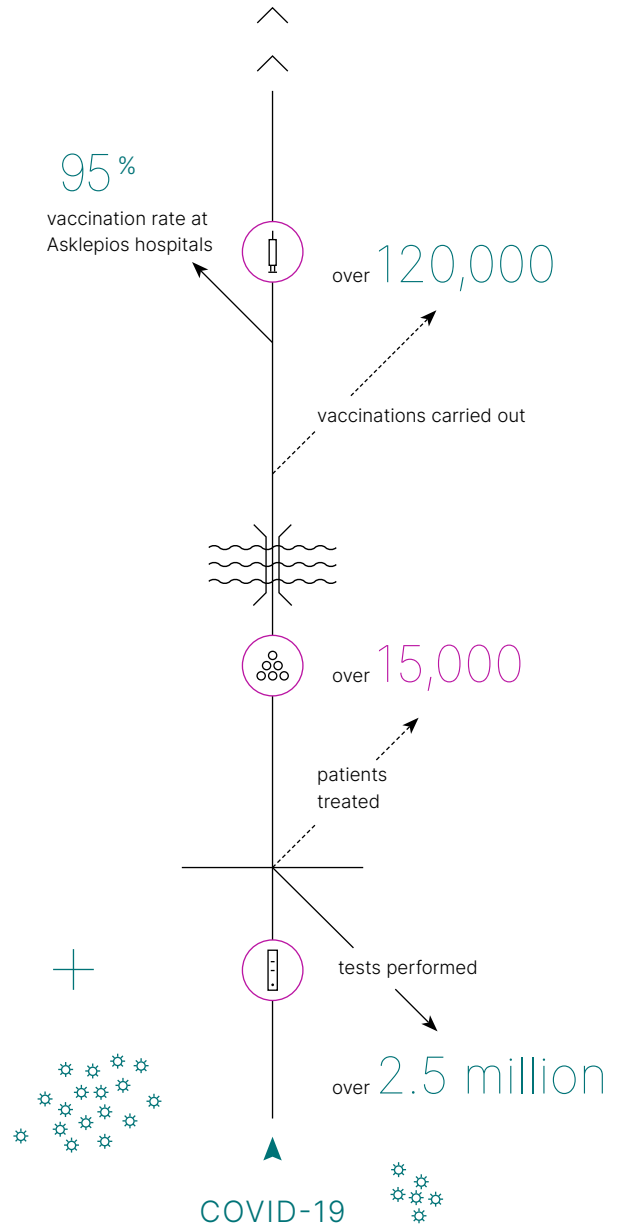 95 %
vaccination rate at
Asklepios hospitals
over 120,000
vaccinations carried out
over 15,000
patients
treated
tests performed
over 2.5 million
COVID-19